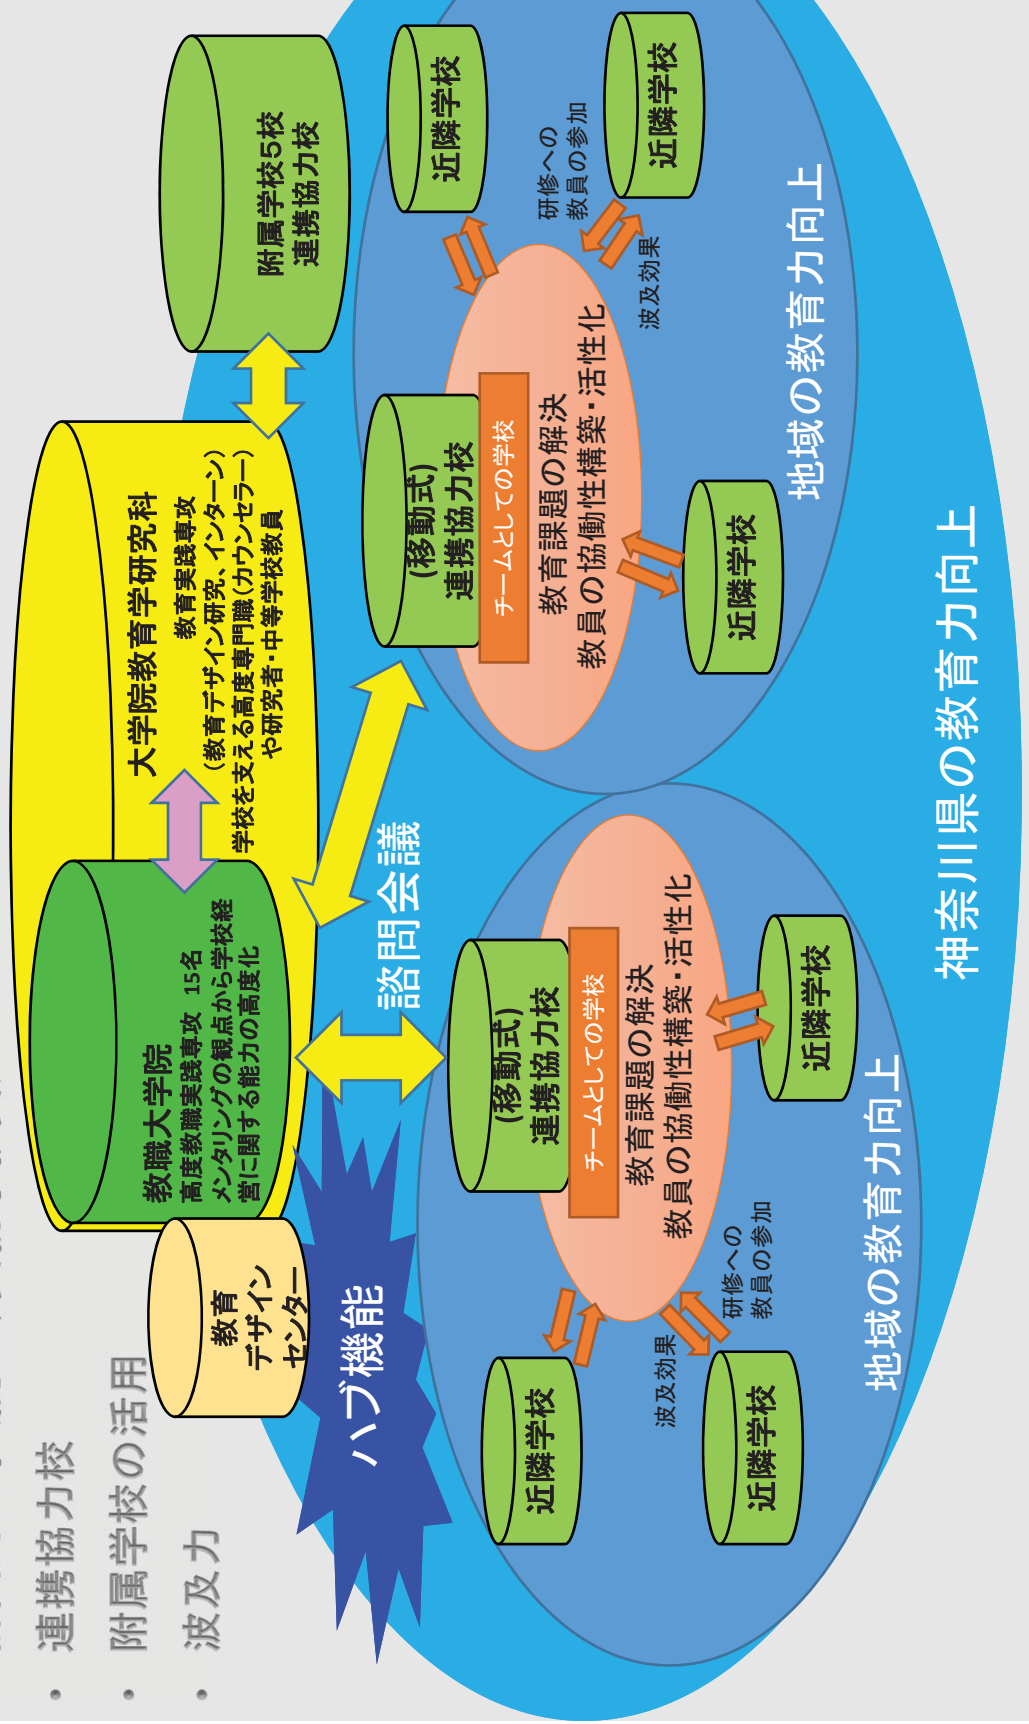 ・ 連携協力校
・ 附属学校の活用
・ 波及力
教育
デザイン
センター
教職大学院
高度教職実践専攻 15名
メンタリングの観点から学校経
営に関する能力の高度化
大学院教育学研究科
教育実践専攻
（教育デザイン研究、インターン）
学校を支える高度専門職（カウンセラー）
や研究者・中等学校教員
附属学校5校
連携協力校
ハブ機能
諮問会議
近隣学校
(移動式)
連携協力校
チームとしての学校
教育課題の解決
教員の協働性構築・活性化
波及効果
研修への
教員の参加
近隣学校
近隣学校
地域の教育力向上
(移動式)
連携協力校
チームとしての学校
教育課題の解決
教員の協働性構築・活性化
近隣学校
研修への
教員の参加
波及効果
近隣学校
近隣学校
地域の教育力向上
神奈川県の教育力向上